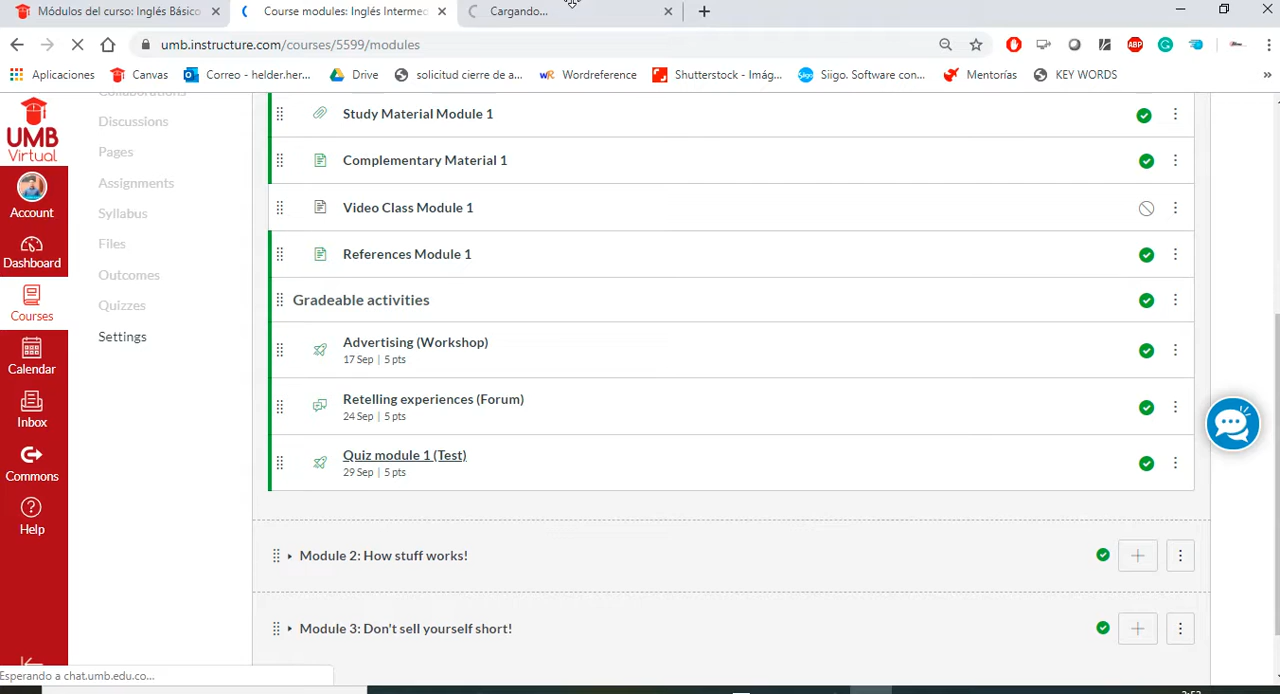 Módulos del curso: Inglés Básico
Course modules: Inglés Interme
Cargando...
umb.instructure.com/courses/5599/modules
Aplicaciones
Canvas
Correo - helder.her...
Drive
solicitud cierre de a...
Wordreference
Shutterstock - Imág...
Siigo. Software con...
Mentorías
KEY WORDS
UMB
Virtual
Account
Dashboard
Courses
Calendar
Inbox
Commons
Help
Collaborations
Discussions
Pages
Assignments
Syllabus
Files
Outcomes
Quizzes
Settings
Study Material Module 1
Complementary Material 1
Video Class Module 1
References Module 1
Gradeable activities
Advertising (Workshop)
17 Sep | 5 pts
Retelling experiences (Forum)
24 Sep | 5 pts
Quiz module 1 (Test)
29 Sep | 5 pts
Module 2: How stuff works!
Module 3: Don't sell yourself short!
Esperando a chat.umb.edu.co...